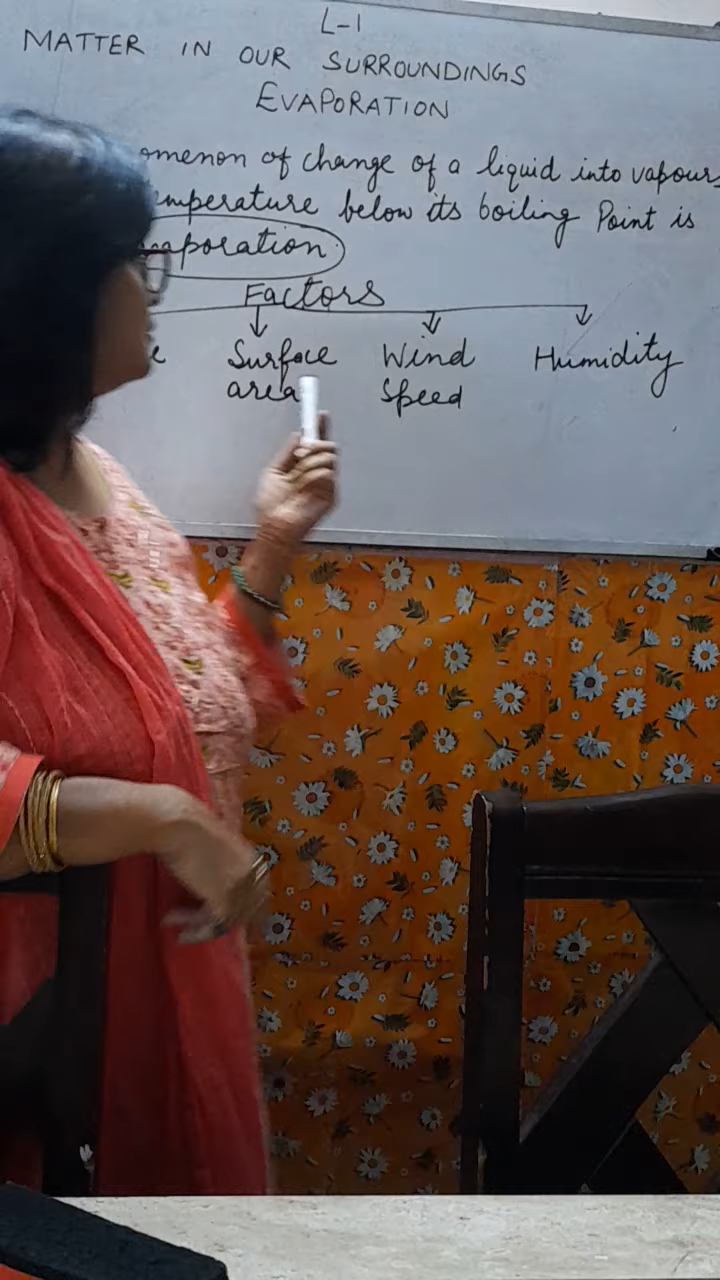 L-1
MATTER IN OUR SURROUNDINGS
EVAPORATION
omenon of change of a liquid into vapours
emperature below its boiling Point is
aporation
Factors
e Surface Wind Humidity
area Speed